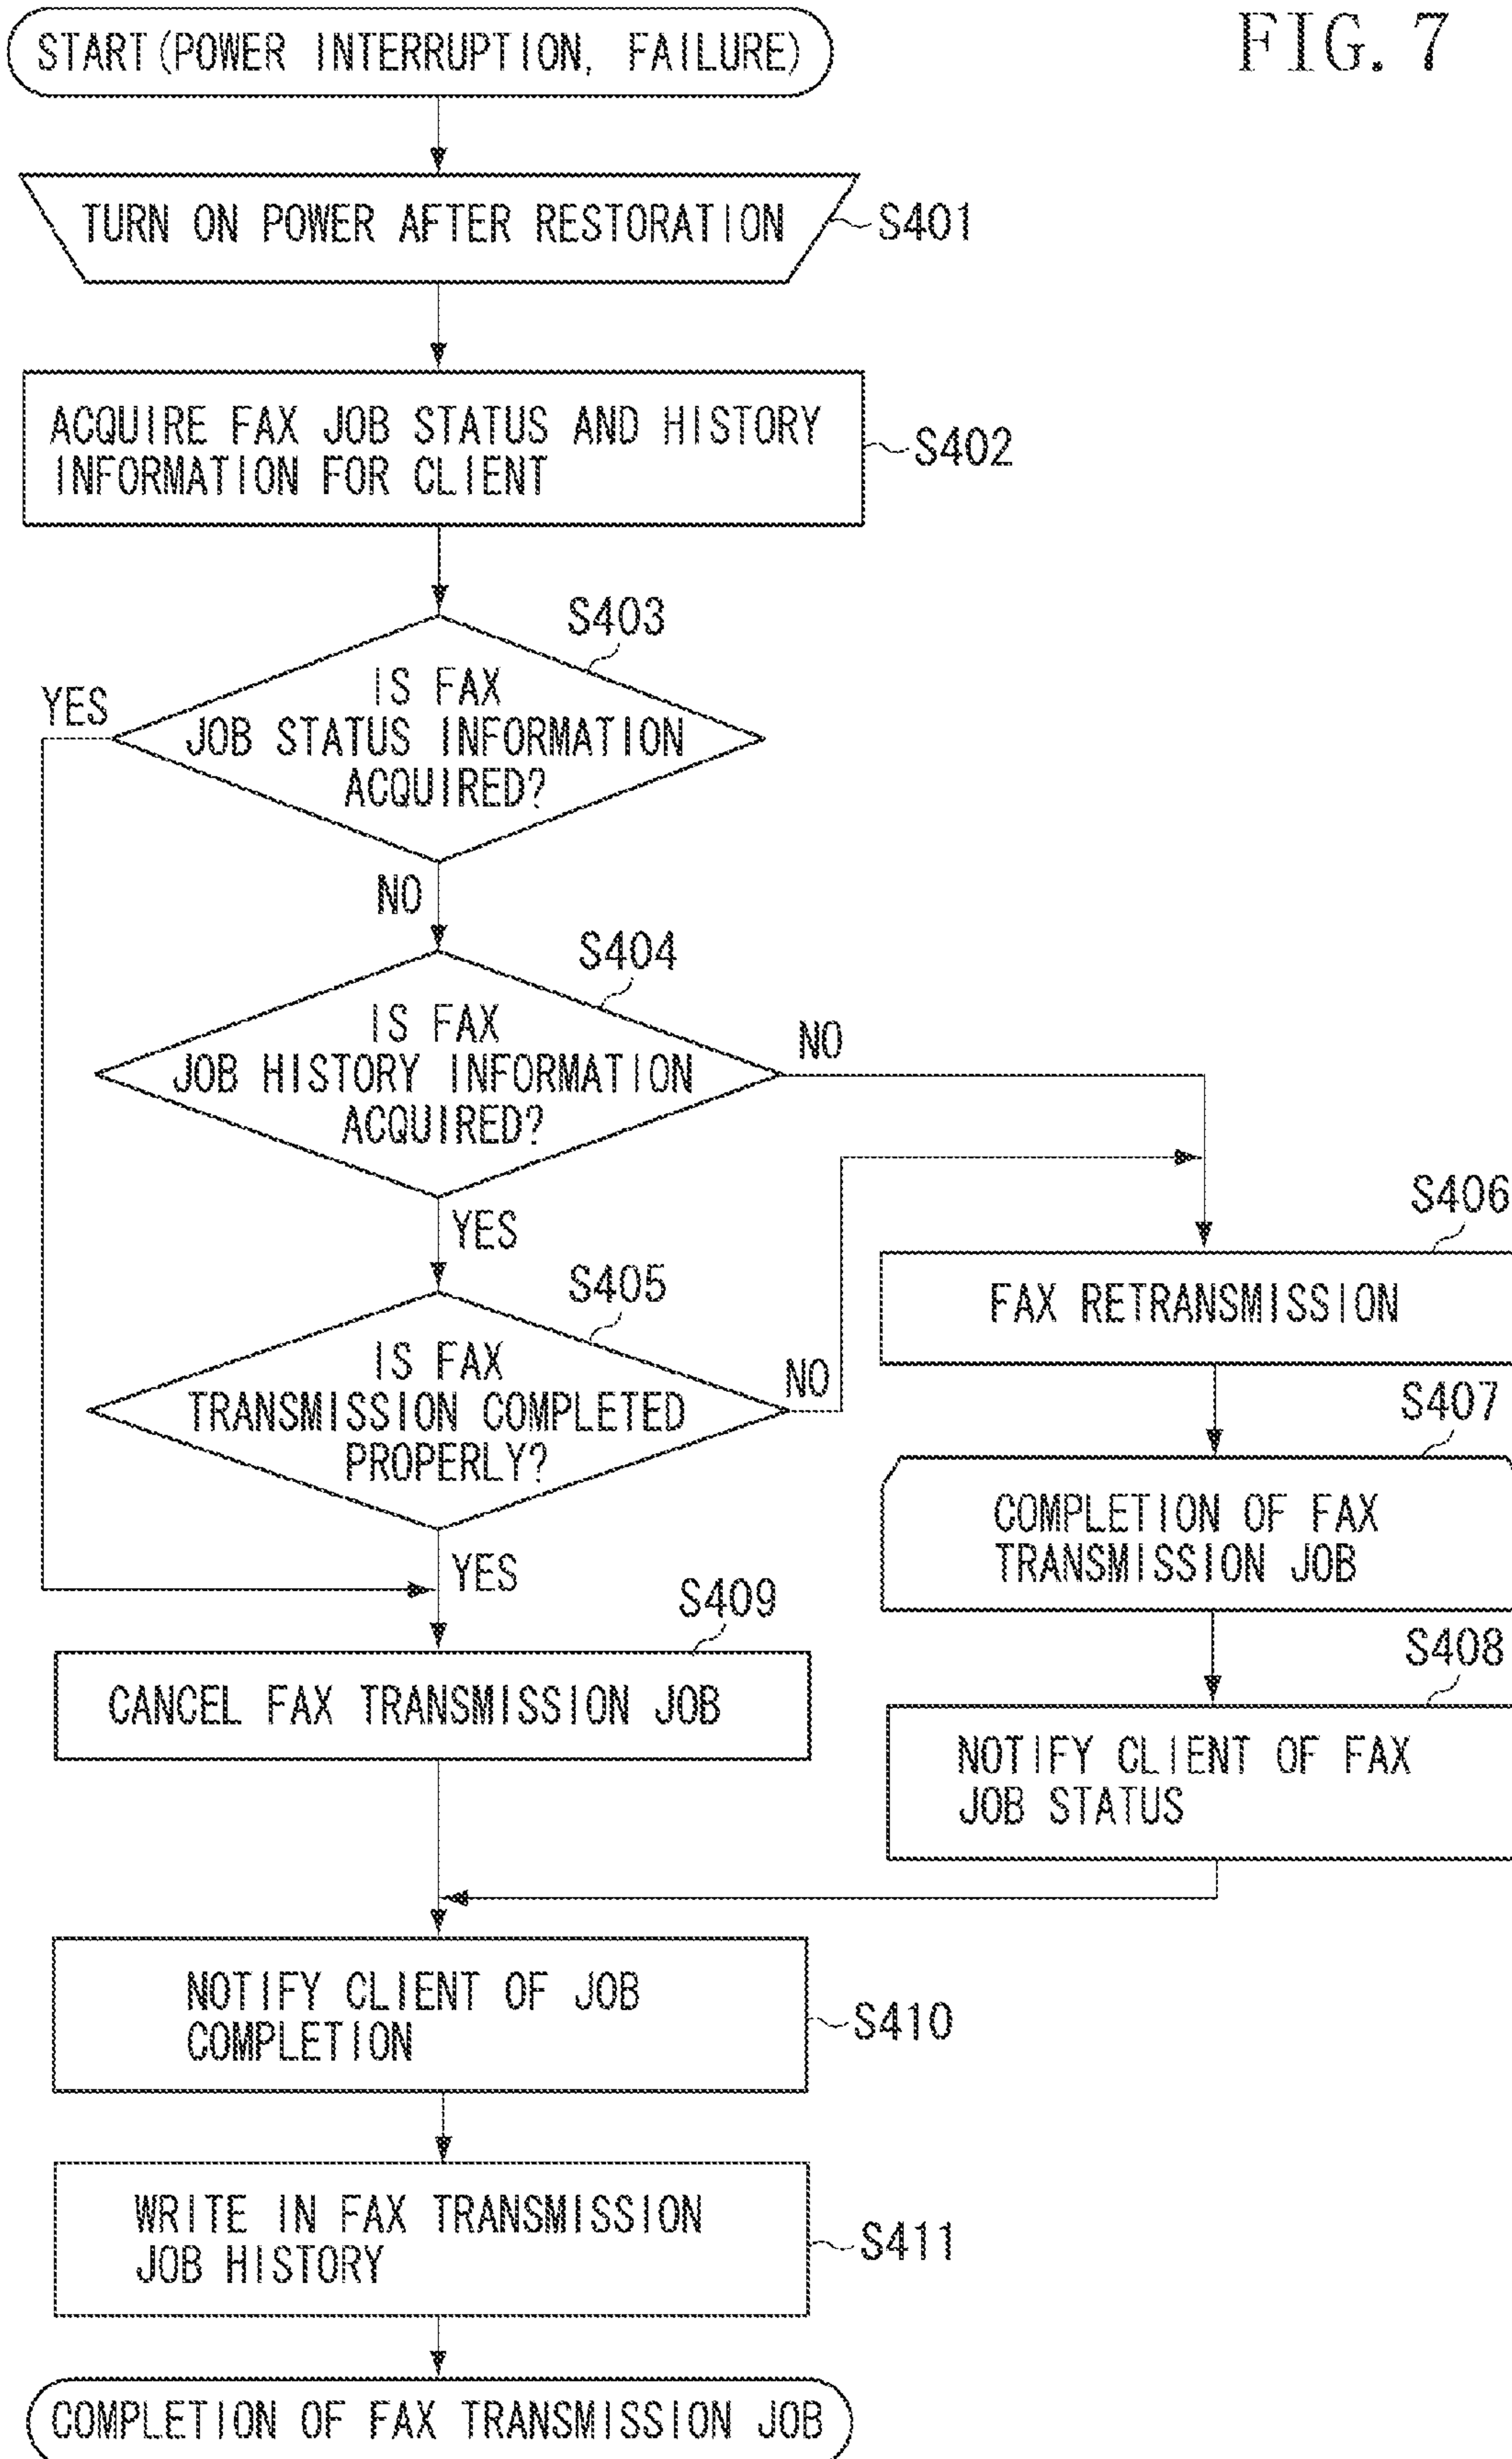 FIG. 7
START(POWER INTERRUPTION, FAILURE)
TURN ON POWER AFTER RESTORATION
S401
ACQUIRE FAX JOB STATUS AND HISTORY
INFORMATION FOR CLIENT
S402
S403
IS FAX
JOB STATUS INFORMATION
ACQUIRED?
YES
NO
S404
IS FAX
JOB HISTORY INFORMATION
ACQUIRED?
NO
YES
S405
IS FAX
TRANSMISSION COMPLETED
PROPERLY?
NO
YES
S406
FAX RETRANSMISSION
S407
COMPLETION OF FAX
TRANSMISSION JOB
S408
NOTIFY CLIENT OF FAX
JOB STATUS
S409
CANCEL FAX TRANSMISSION JOB
NOTIFY CLIENT OF JOB
COMPLETION
S410
WRITE IN FAX TRANSMISSION
JOB HISTORY
S411
COMPLETION OF FAX TRANSMISSION JOB